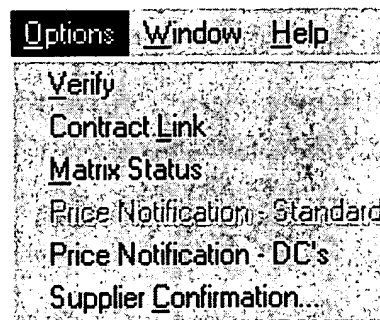 Options Window Help
Verify
Contract Link
Matrix Status
Price Notification - Standard
Price Notification - DC's
Supplier Confirmation...